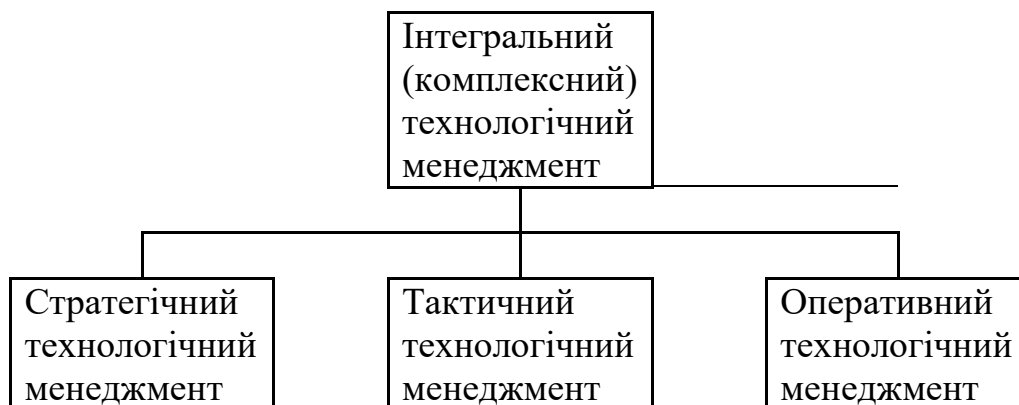 Інтегральний
(комплексний)
технологічний
менеджмент
Стратегічний
технологічний
менеджмент
Тактичний
технологічний
менеджмент
Оперативний
технологічний
менеджмент